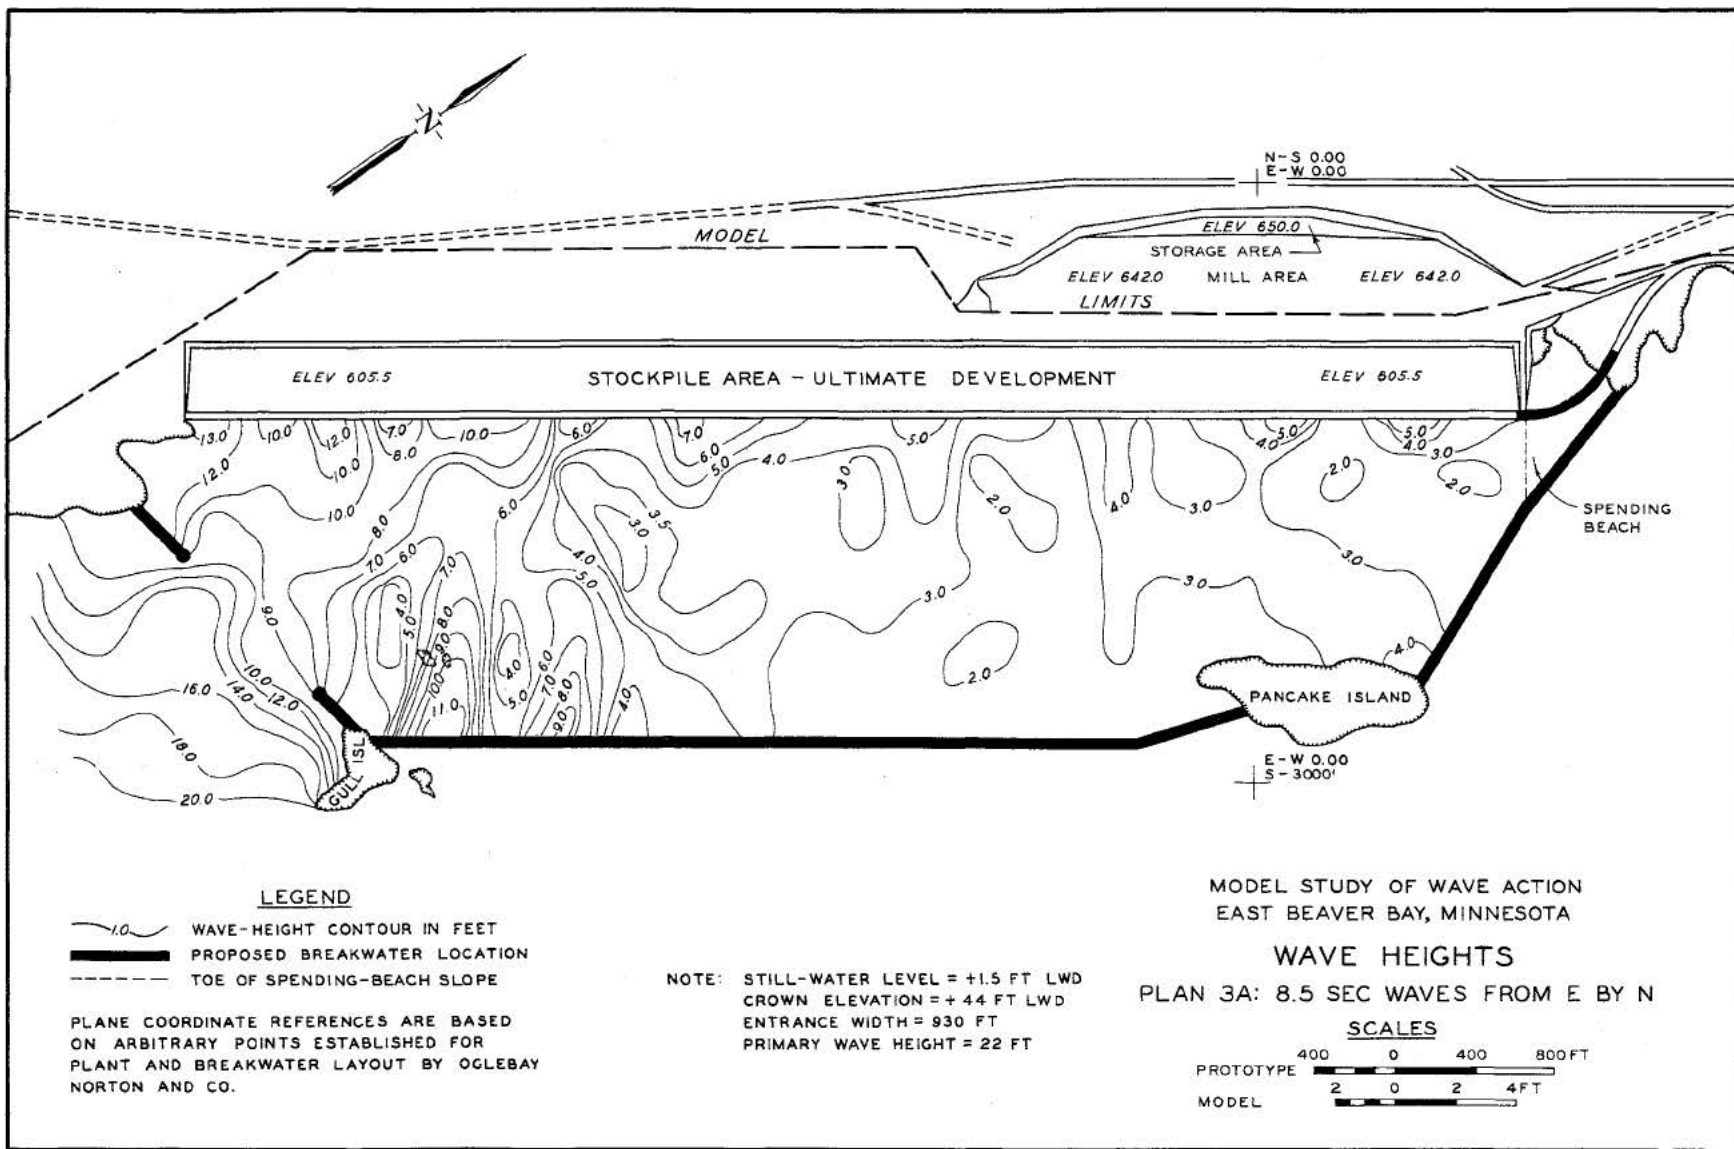 N
N-S 0.00
E-W 0.00
MODEL
ELEV 650.0
STORAGE AREA
ELEV 642.0 MILL AREA ELEV 642.0
LIMITS
ELEV 605.5 STOCKPILE AREA - ULTIMATE DEVELOPMENT ELEV 605.5
13.0 10.0 12.0 7.0 10.0 6.0 7.0 5.0 4.0 5.0 5.0
12.0 10.0 8.0 6.0 5.0 4.0 4.0 3.0
3.0 2.0 2.0 2.0
10.0 8.0 6.0 3.0 3.5 2.0 4.0 3.0
SPENDING
BEACH
7.0 6.0 7.0 4.0 5.0 3.0
9.0 4.0 5.0 8.0 3.0 3.0
9.0 4.0 6.0 2.0 4.0
16.0 10.0 14.0 12.0 10.0 11.0 5.0 7.0 8.0 9.0 4.0
PANCAKE ISLAND
18.0
20.0
GULL ISL
E-W 0.00
S-3000'
LEGEND
1.0 WAVE-HEIGHT CONTOUR IN FEET
PROPOSED BREAKWATER LOCATION
TOE OF SPENDING-BEACH SLOPE
PLANE COORDINATE REFERENCES ARE BASED
ON ARBITRARY POINTS ESTABLISHED FOR
PLANT AND BREAKWATER LAYOUT BY OGLEBAY
NORTON AND CO.
NOTE: STILL-WATER LEVEL = +1.5 FT LWD
CROWN ELEVATION = + 44 FT LWD
ENTRANCE WIDTH = 930 FT
PRIMARY WAVE HEIGHT = 22 FT
MODEL STUDY OF WAVE ACTION
EAST BEAVER BAY, MINNESOTA
WAVE HEIGHTS
PLAN 3A: 8.5 SEC WAVES FROM E BY N
SCALES
400 0 400 800 FT
PROTOTYPE
2 0 2 4 FT
MODEL